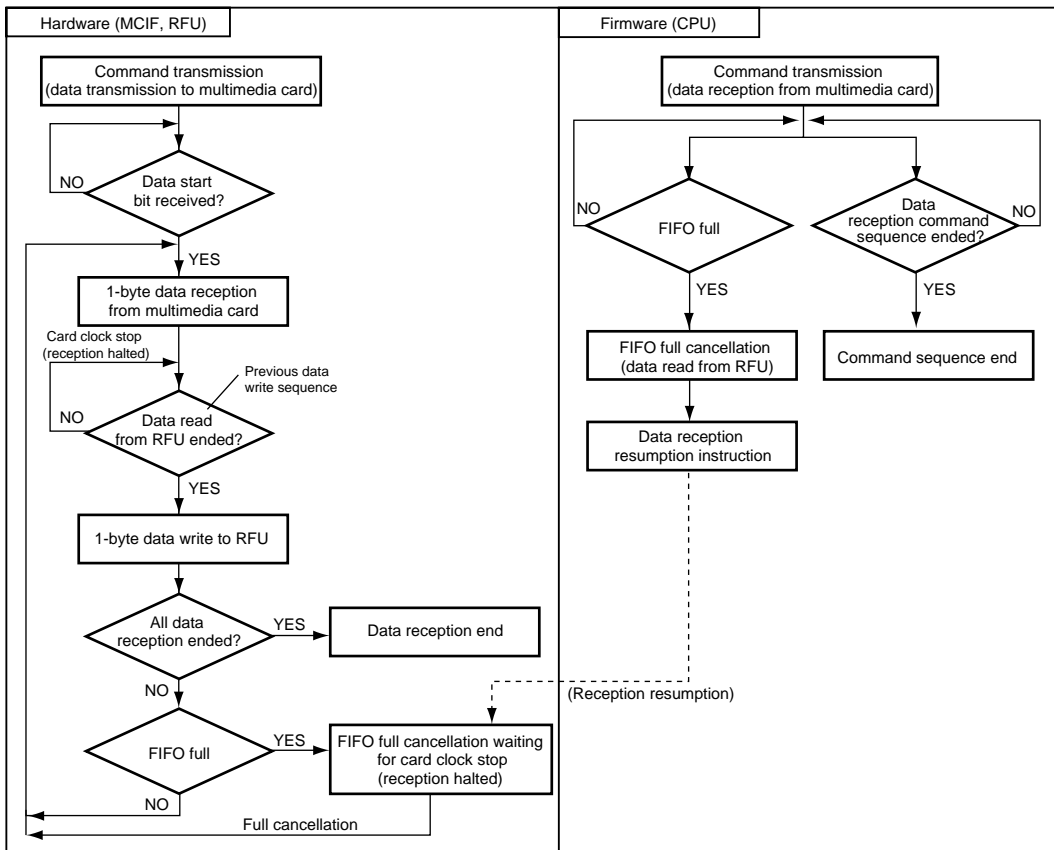 Hardware (MCIF, RFU)
Command transmission
(data transmission to multimedia card)
NO
Data start
bit received?
YES
1-byte data reception
from multimedia card
Card clock stop
(reception halted)
Previous data
write sequence
NO
Data read
from RFU ended?
YES
1-byte data write to RFU
All data
reception ended?
YES
Data reception end
NO
FIFO full
YES
FIFO full cancellation waiting
for card clock stop
(reception halted)
NO
Full cancellation
Firmware (CPU)
Command transmission
(data reception from multimedia card)
NO
FIFO full
YES
FIFO full cancellation
(data read from RFU)
Data reception
resumption instruction
(Reception resumption)
Data
reception command
sequence ended?
NO
YES
Command sequence end